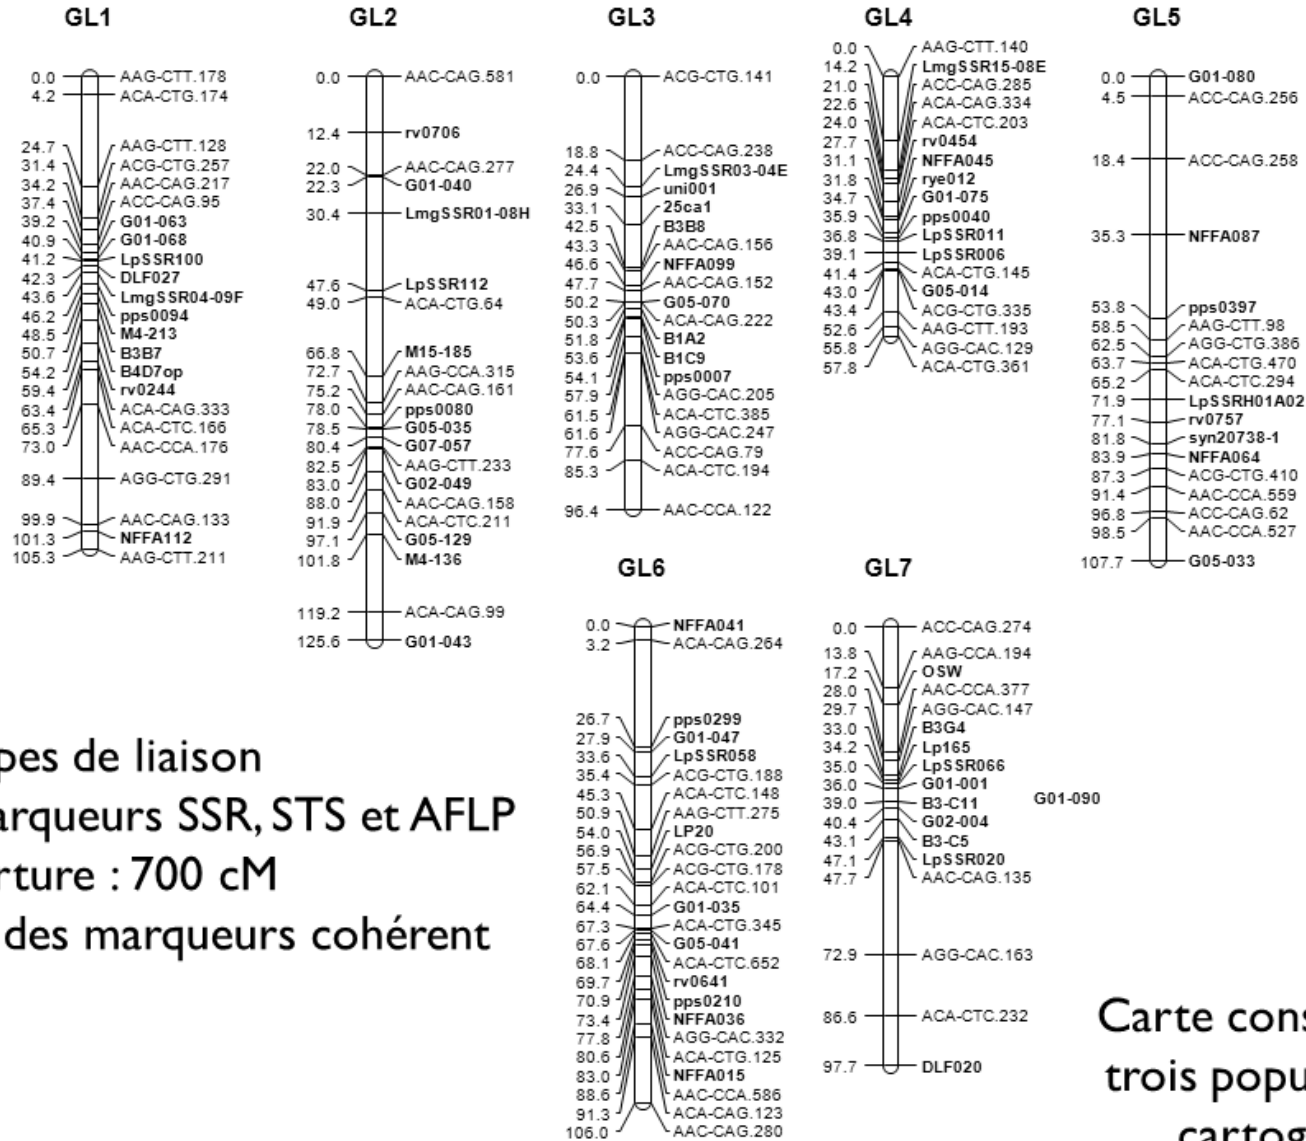 GL1
0.0 AAG-CTT.178
4.2 ACA-CTG.174
24.7 AAG-CTT.128
31.4 ACG-CTG.257
34.2 AAC-CAG.217
37.4 ACC-CAG.95
39.2 G01-063
40.9 G01-068
41.2 LpSSR100
42.3 DLF027
43.6 LmgSSR04-09F
46.2 pps0094
48.5 M4-213
50.7 B3B7
54.2 B4D7op
59.4 rv0244
63.4 ACA-CAG.333
65.3 ACA-CTC.166
73.0 AAC-CCA.176
89.4 AGG-CTG.291
99.9 AAC-CAG.133
101.3 NFFA112
105.3 AAG-CTT.211
GL2
0.0 AAC-CAG.581
12.4 rv0706
22.0 AAC-CAG.277
22.3 G01-040
30.4 LmgSSR01-08H
47.6 LpSSR112
49.0 ACA-CTG.64
66.8 M15-185
72.7 AAG-CCA.315
75.2 AAC-CAG.161
78.0 pps0080
78.5 G05-035
80.4 G07-057
82.5 AAG-CTT.233
83.0 G02-049
88.0 AAC-CAG.158
91.9 ACA-CTC.211
97.1 G05-129
101.8 M4-136
119.2 ACA-CAG.99
125.6 G01-043
GL3
0.0 ACG-CTG.141
18.8 ACC-CAG.238
24.4 LmgSSR03-04E
26.9 uni001
33.1 25ca1
42.5 B3B8
43.3 AAC-CAG.156
46.6 NFFA099
47.7 AAC-CAG.152
50.2 G05-070
50.3 ACA-CAG.222
51.8 B1A2
53.6 B1C9
54.1 pps0007
57.9 AGG-CAC.205
61.5 ACA-CTC.385
61.6 AGG-CAC.247
77.6 ACC-CAG.79
85.3 ACA-CTC.194
96.4 AAC-CCA.122
GL4
0.0 AAG-CTT.140
14.2 LmgSSR15-08E
21.0 ACC-CAG.285
22.6 ACA-CAG.334
24.0 ACA-CTC.203
27.7 rv0454
31.1 NFFA045
31.8 rye012
34.7 G01-075
35.9 pps0040
36.8 LpSSR011
39.1 LpSSR006
41.4 ACA-CTG.145
43.0 G05-014
43.4 ACG-CTG.335
52.6 AAG-CTT.193
55.8 AGG-CAC.129
57.8 ACA-CTG.361
GL5
0.0 G01-080
4.5 ACC-CAG.256
18.4 ACC-CAG.258
35.3 NFFA087
53.8 pps0397
58.5 AAG-CTT.98
62.5 AGG-CTG.386
63.7 ACA-CTG.470
65.2 ACA-CTC.294
71.9 LpSSRH01A02
77.1 rv0757
81.8 syn20738-1
83.9 NFFA064
87.3 ACG-CTG.410
91.4 AAC-CCA.559
96.8 ACC-CAG.62
98.5 AAC-CCA.527
107.7 G05-033
GL6
0.0 NFFA041
3.2 ACA-CAG.264
26.7 pps0299
27.9 G01-047
33.6 LpSSR058
35.4 ACG-CTG.188
45.3 ACA-CTC.148
50.9 AAG-CTT.275
54.0 LP20
56.9 ACG-CTG.200
57.5 ACG-CTG.178
62.1 ACA-CTC.101
64.4 G01-035
67.3 ACA-CTG.345
67.6 G05-041
68.1 ACA-CTC.652
69.7 rv0641
70.9 pps0210
73.4 NFFA036
77.8 AGG-CAC.332
80.6 ACA-CTG.125
83.0 NFFA015
88.6 AAC-CCA.586
91.3 ACA-CAG.123
106.0 AAC-CAG.280
GL7
0.0 ACC-CAG.274
13.8 AAG-CCA.194
17.2 OSW
28.0 AAC-CCA.377
29.7 AGG-CAC.147
33.0 B3G4
34.2 Lp165
35.0 LpSSR066
36.0 G01-001
39.0 B3-C11
40.4 G02-004
43.1 B3-C5
47.1 LpSSR020
47.7 AAC-CAG.135
72.9 AGG-CAC.163
86.6 ACA-CTC.232
97.7 DLF020
G01-090
pes de liaison
arqueurs SSR, STS et AFLP
rture : 700 cM
des marqueurs cohérent
Carte cons
trois popu
cartog